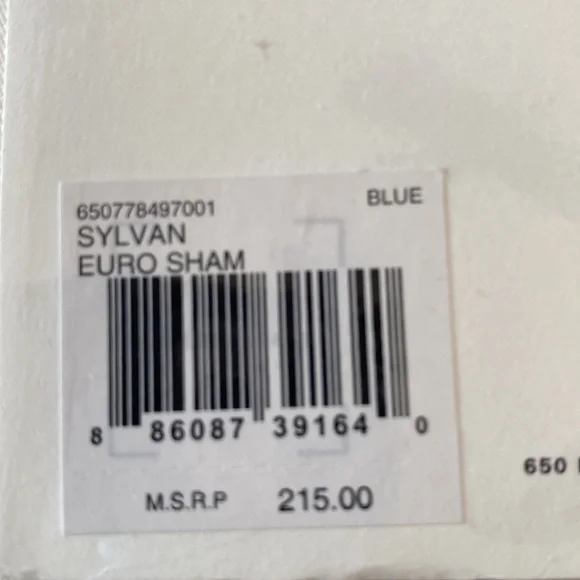 650778497001 BLUE
SYLVAN
EURO SHAM
8 86087 39164 0
M.S.R.P 215.00
650